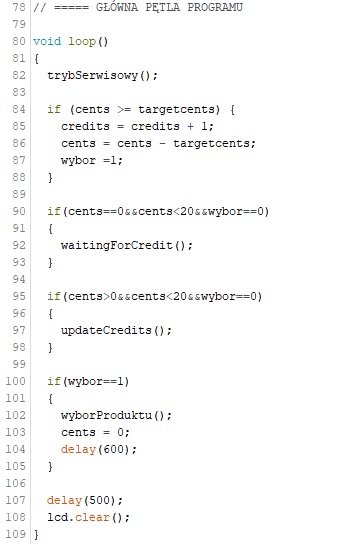 78 // ===== GŁÓWNA PĘTLA PROGRAMU
79
80 void loop()
81 {
82   trybSerwisowy();
83
84   if (cents >= targetcents) {
85     credits = credits + 1;
86     cents = cents - targetcents;
87     wybor =1;
88   }
89
90   if(cents==0&&cents<20&&wybor==0)
91   {
92     waitingForCredit();
93   }
94
95   if(cents>0&&cents<20&&wybor==0)
96   {
97     updateCredits();
98   }
99
100   if(wybor==1)
101   {
102     wyborProduktu();
103     cents = 0;
104     delay(600);
105   }
106
107   delay(500);
108   lcd.clear();
109 }